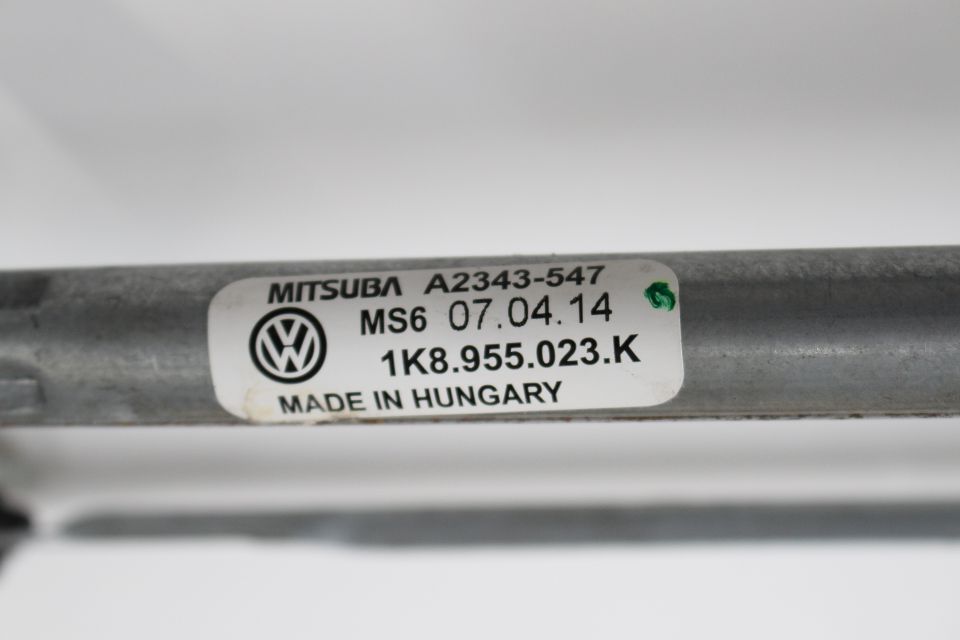 MITSUBA A2343-547
MS6 07.04.14
1K8.955.023.K
MADE IN HUNGARY